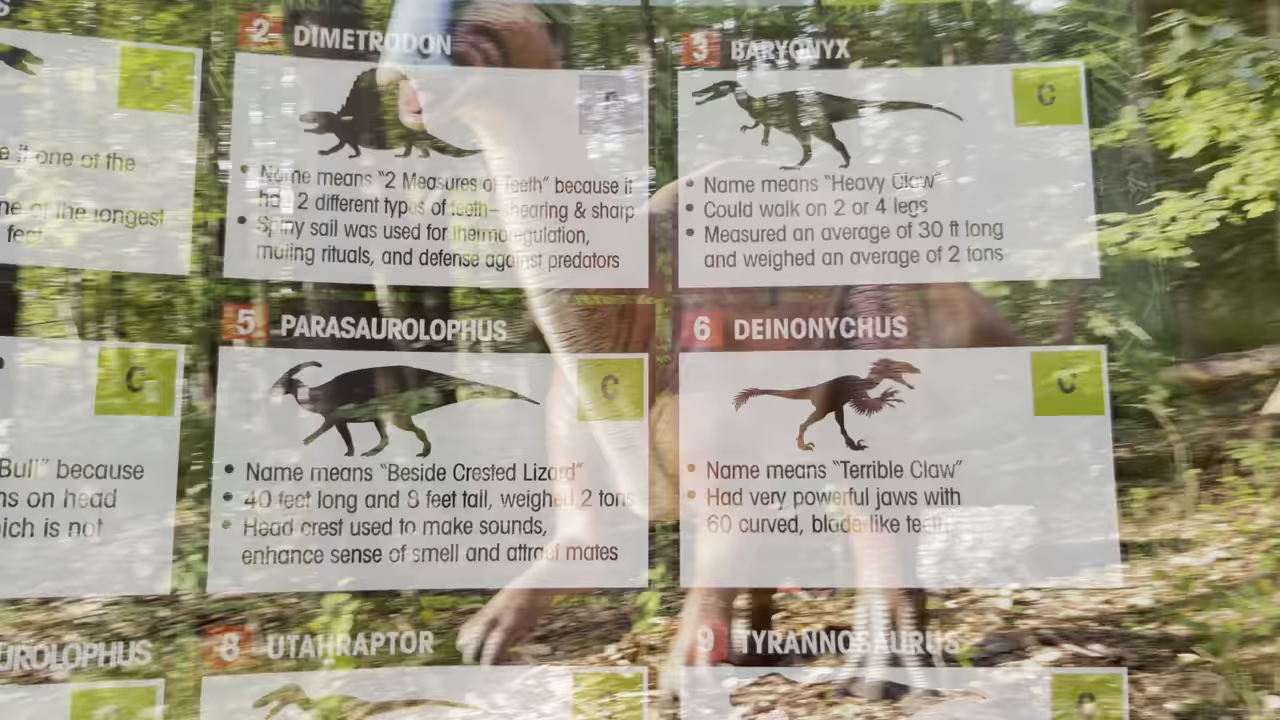 S
2 DIMETRODON
3 BARYONYX
C
e if one of the
ne of the longest
feet
• Name means "2 Measures of Teeth" because it
had 2 different types of teeth– shearing & sharp
• Spiny sail was used for thermoregulation,
mating rituals, and defense against predators
• Name means "Heavy Claw"
• Could walk on 2 or 4 legs
• Measured an average of 30 ft long
and weighed an average of 2 tons
5 PARASAUROLOPHUS
6 DEINONYCHUS
C
C
C
Bull" because
ns on head
ich is not
• Name means "Beside Crested Lizard"
• 40 feet long and 8 feet tall, weighed 2 tons
• Head crest used to make sounds,
enhance sense of smell and attract mates
• Name means "Terrible Claw"
• Had very powerful jaws with
60 curved, blade-like teeth
UROLOPHUS
8 UTAHRAPTOR
9 TYRANNOSAURUS
C